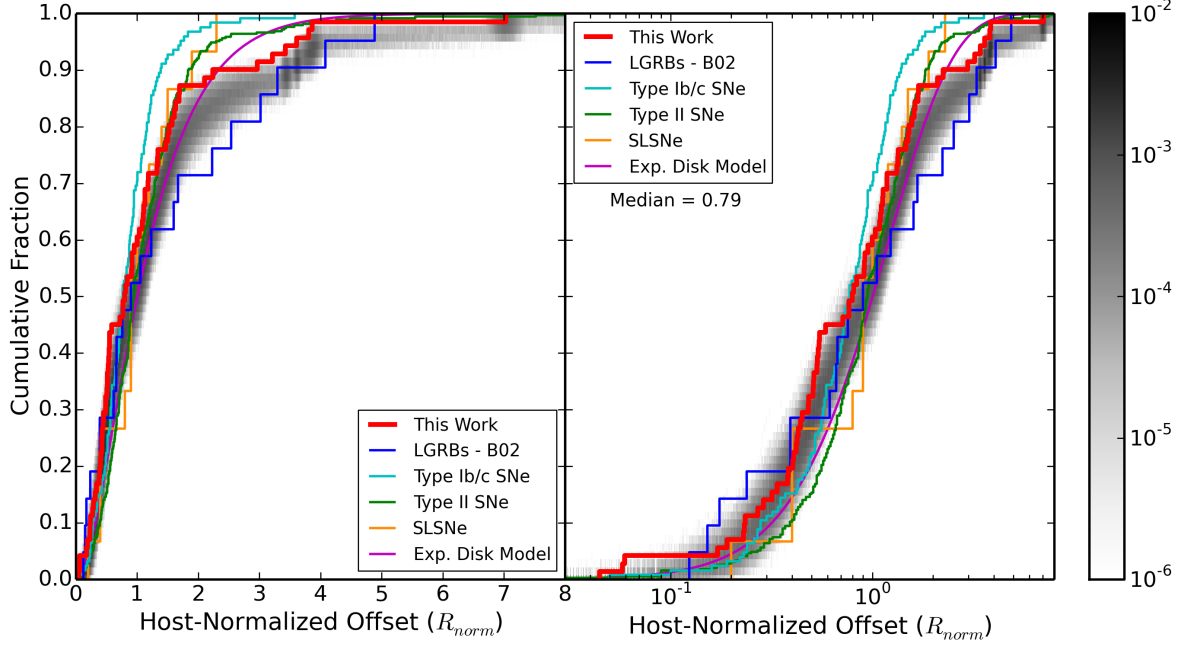 Cumulative Fraction
1.0
0.9
0.8
0.7
0.6
0.5
0.4
0.3
0.2
0.1
0.0
0 1 2 3 4 5 6 7 8
Host-Normalized Offset (R_norm)
This Work
LGRBs - B02
Type Ib/c SNe
Type II SNe
SLSNe
Exp. Disk Model
This Work
LGRBs - B02
Type Ib/c SNe
Type II SNe
SLSNe
Exp. Disk Model
Median = 0.79
10^-1 10^0
Host-Normalized Offset (R_norm)
10^-2
10^-3
10^-4
10^-5
10^-6